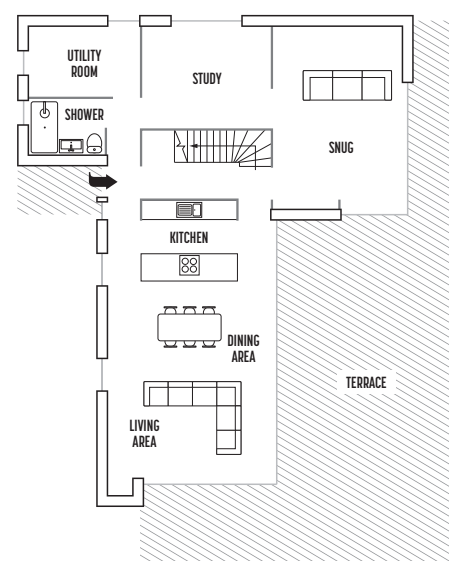 UTILITY
ROOM
STUDY
SHOWER
SNUG
KITCHEN
DINING
AREA
TERRACE
LIVING
AREA